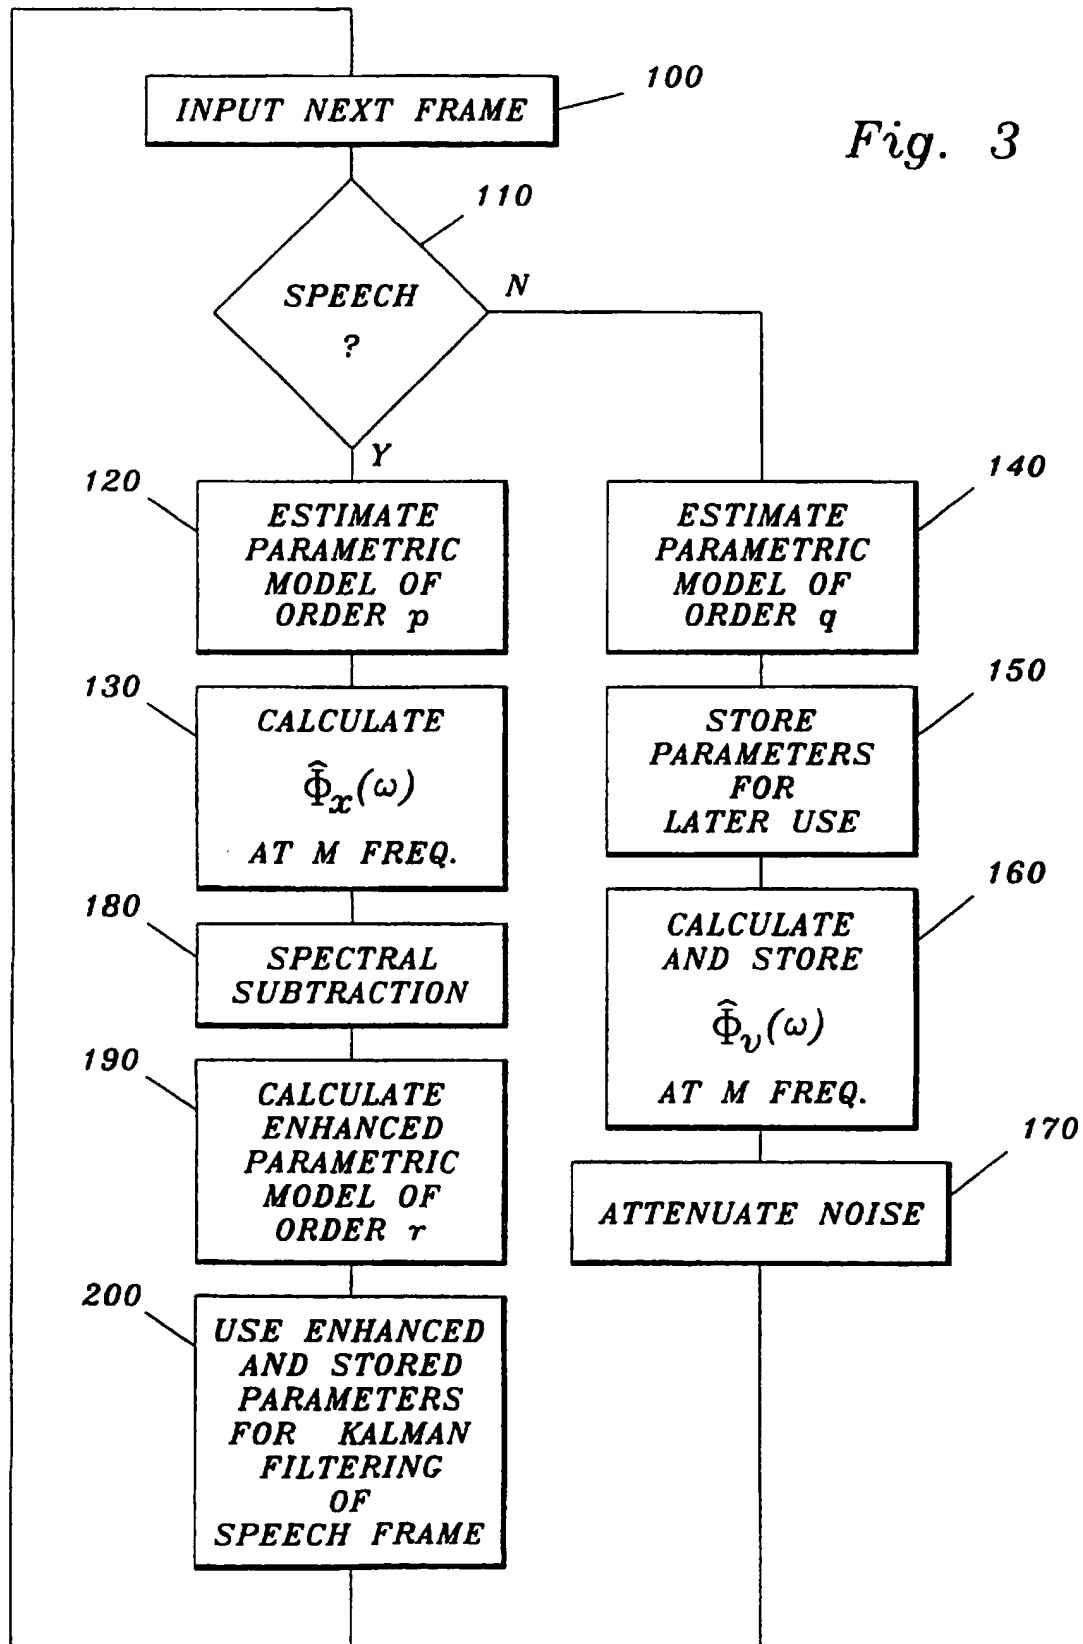 100
INPUT NEXT FRAME
Fig. 3
110
SPEECH
?
N
Y
120
ESTIMATE
PARAMETRIC
MODEL OF
ORDER p
130
CALCULATE
Φ̂x(ω)
AT M FREQ.
180
SPECTRAL
SUBTRACTION
190
CALCULATE
ENHANCED
PARAMETRIC
MODEL OF
ORDER r
200
USE ENHANCED
AND STORED
PARAMETERS
FOR KALMAN
FILTERING
OF
SPEECH FRAME
140
ESTIMATE
PARAMETRIC
MODEL OF
ORDER q
150
STORE
PARAMETERS
FOR
LATER USE
160
CALCULATE
AND STORE
Φ̂v(ω)
AT M FREQ.
170
ATTENUATE NOISE